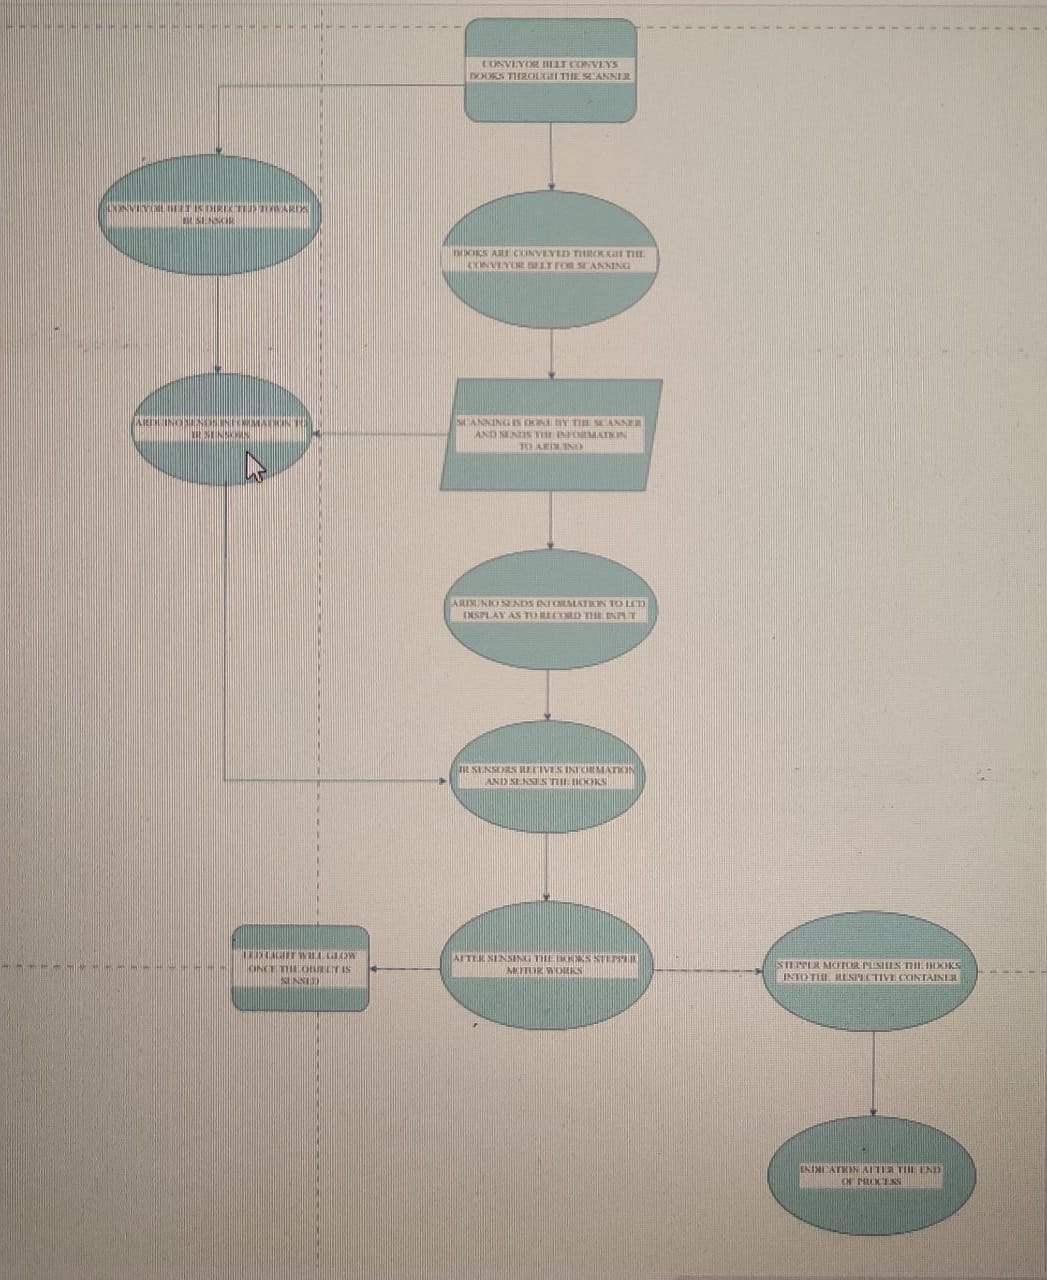 CONVEYOR BELT CONVEYS
BOOKS THROUGH THE SCANNER
CONVEYOR BELT IS DIRECTED TOWARDS
IR SENSOR
BOOKS ARE CONVEYED THROUGH THE
CONVEYOR BELT FOR SCANNING
ARDUINO SENDS INFORMATION TO
IR SENSORS
SCANNING IS DONE BY THE SCANNER
AND SENDS THE INFORMATION
TO ARDUINO
ARDUNIO SENDS INFORMATION TO LCD
DISPLAY AS TO RECORD THE INPUT
IR SENSORS RECIVES INFORMATION
AND SENSES THE BOOKS
LED LIGHT WILL GLOW
ONCE THE OBJECT IS
SENSED
AFTER SENSING THE BOOKS STEPPER
MOTOR WORKS
STEPPER MOTOR PUSHES THE BOOKS
INTO THE RESPECTIVE CONTAINER
INDICATION AFTER THE END
OF PROCESS